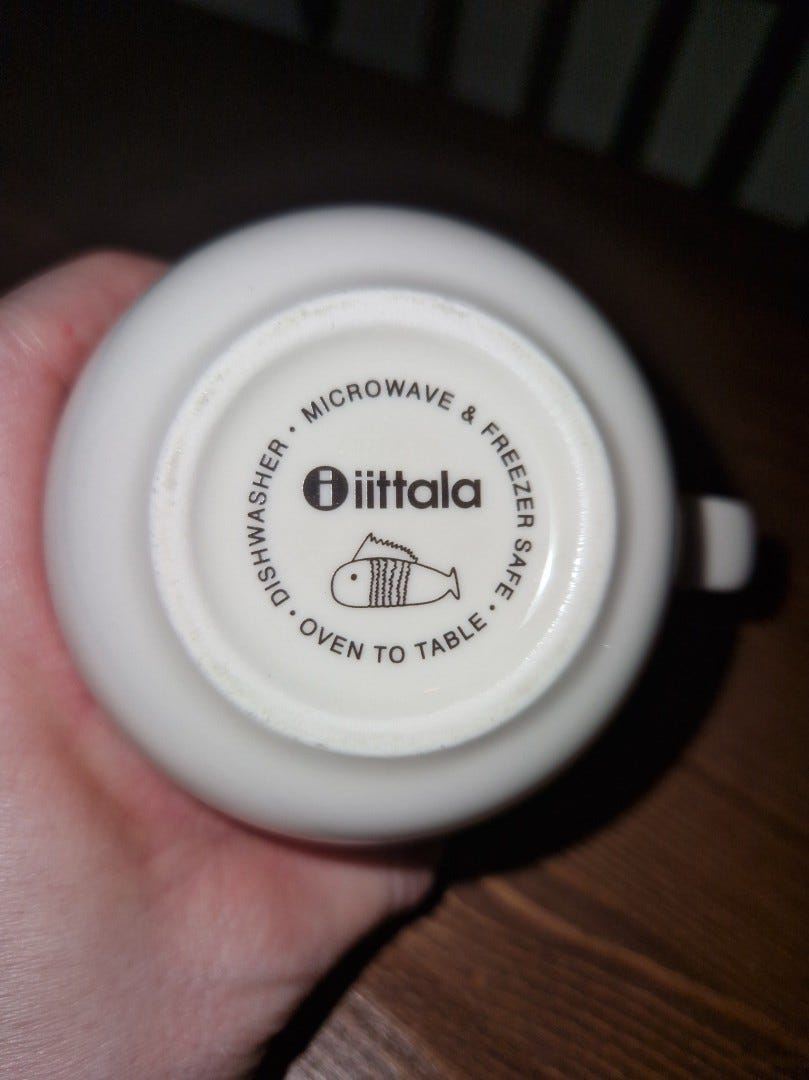 DISHWASHER • MICROWAVE & FREEZER SAFE • OVEN TO TABLE •
i iittala